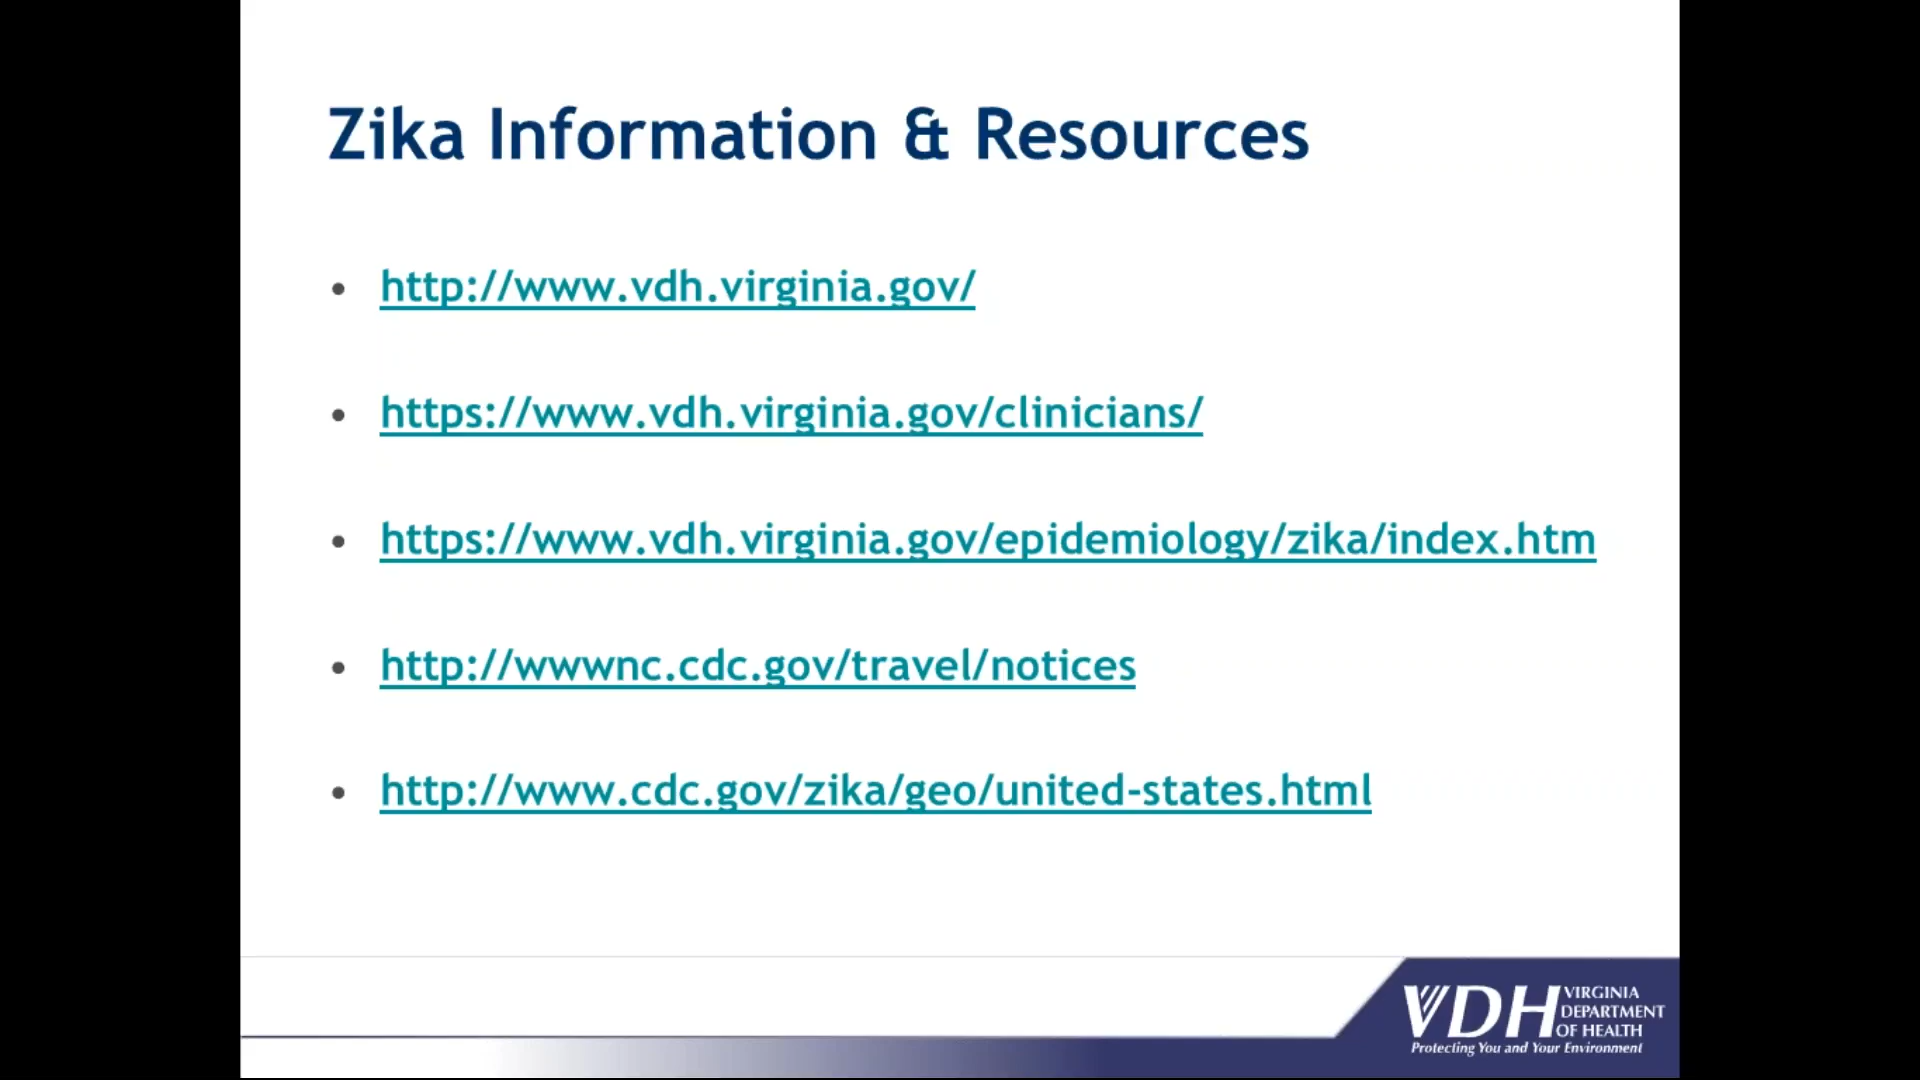 Zika Information & Resources
• http://www.vdh.virginia.gov/
• https://www.vdh.virginia.gov/clinicians/
• https://www.vdh.virginia.gov/epidemiology/zika/index.htm
• http://wwwnc.cdc.gov/travel/notices
• http://www.cdc.gov/zika/geo/united-states.html
VDH VIRGINIA
DEPARTMENT
OF HEALTH
Protecting You and Your Environment